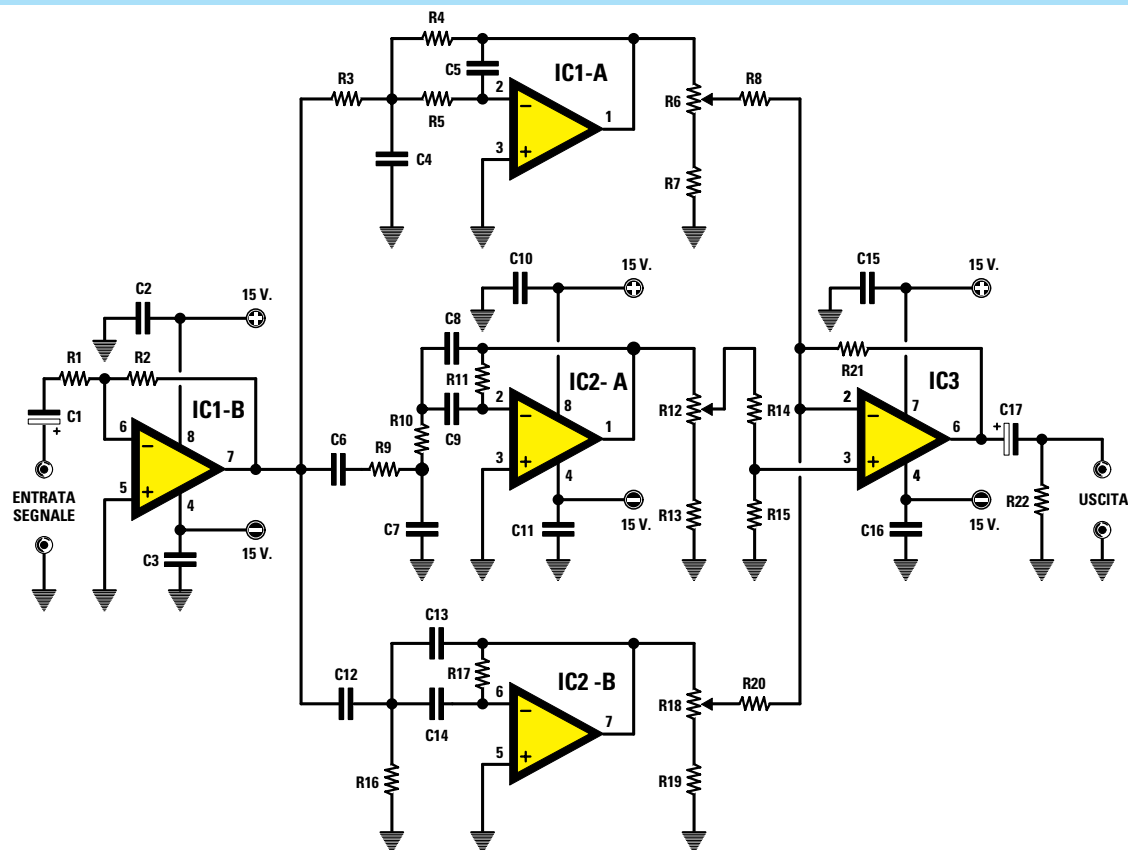 R4
C5
IC1-A
R3
R5
2
−
1
3
+
C4
R6
R8
R7
C2
15 V.
C10
15 V.
C15
15 V.
R1
R2
C8
R11
IC2- A
R21
IC3
C1
+
IC1-B
6
−
8
7
5
+
4
C3
15 V.
ENTRATA
SEGNALE
C6
R9
R10
C9
2
−
8
1
3
+
4
C7
C11
15 V.
R12
R13
R14
R15
2
−
7
6
3
+
4
C16
15 V.
+
C17
R22
USCITA
C13
R17
IC2 -B
C12
C14
6
−
7
5
+
R16
R18
R20
R19